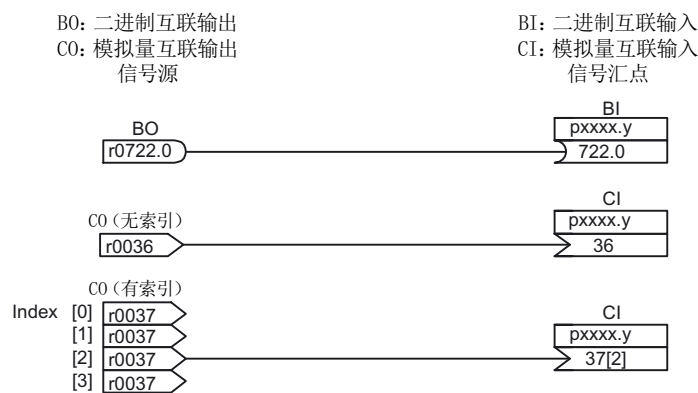 BO: 二进制互联输出
CO: 模拟量互联输出
信号源
BI: 二进制互联输入
CI: 模拟量互联输入
信号汇点
BO
r0722.0
BI
pxxxx.y
722.0
CO（无索引）
r0036
CI
pxxxx.y
36
CO（有索引）
Index [0] r0037
[1] r0037
[2] r0037
[3] r0037
CI
pxxxx.y
37[2]